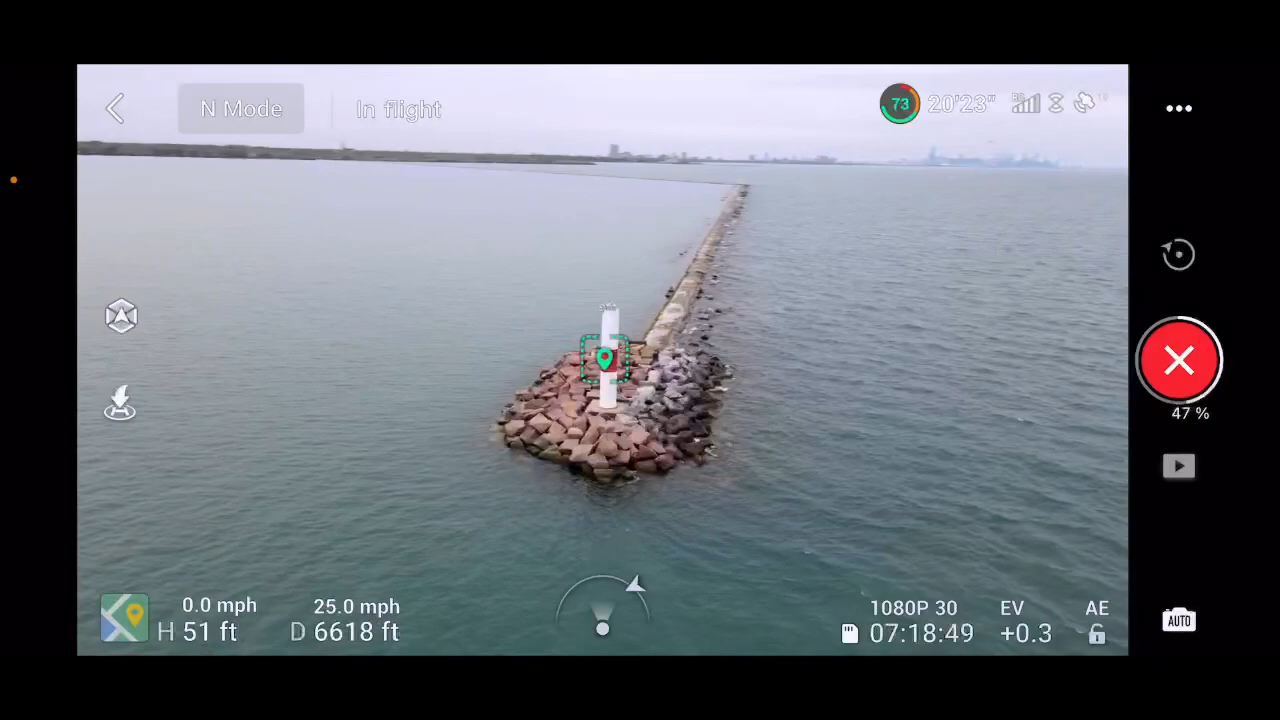 N Mode
In flight
73
20'23"
47 %
0.0 mph
25.0 mph
H 51 ft
D 6618 ft
1080P 30
EV
AE
07:18:49
+0.3
AUTO